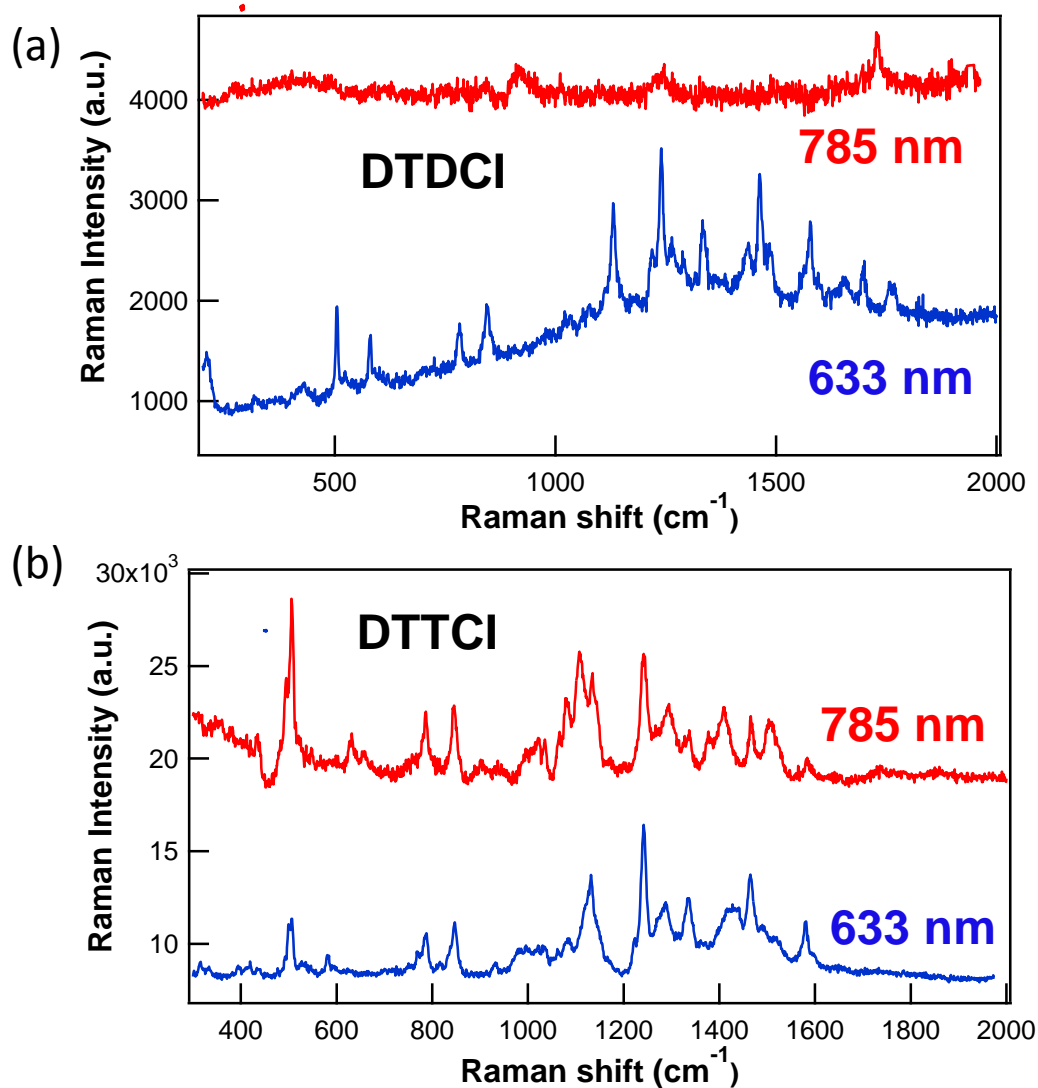 (a)
Raman Intensity (a.u.)
4000
3000
2000
1000
785 nm
DTDCI
633 nm
500 1000 1500 2000
Raman shift (cm⁻¹)
(b)
Raman Intensity (a.u.)
30x10³
25
20
15
10
DTTCI
785 nm
633 nm
400 600 800 1000 1200 1400 1600 1800 2000
Raman shift (cm⁻¹)